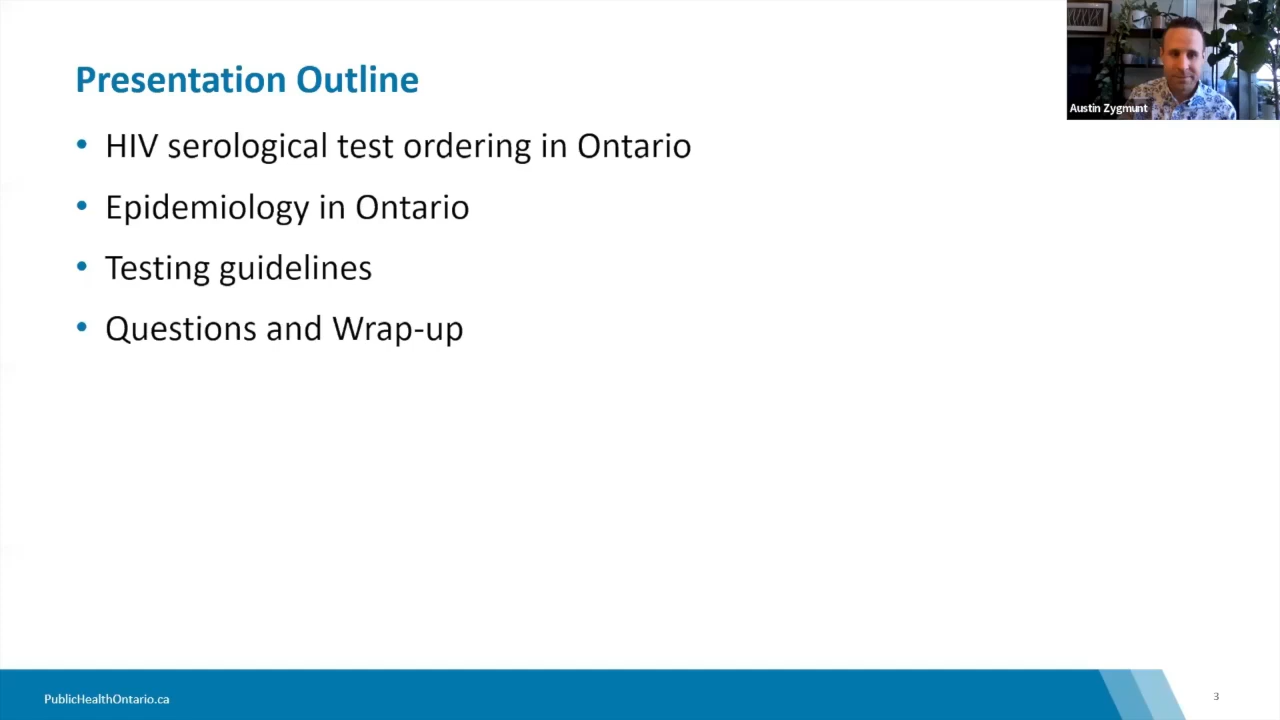 Presentation Outline
• HIV serological test ordering in Ontario
• Epidemiology in Ontario
• Testing guidelines
• Questions and Wrap-up
Austin Zygmunt
PublicHealthOntario.ca
3